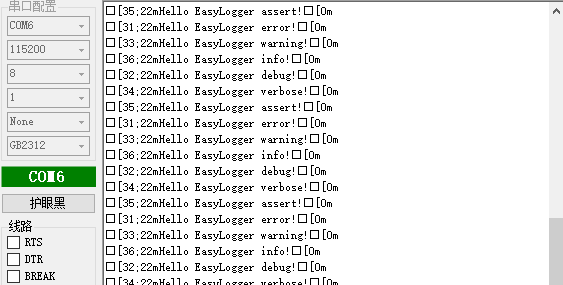 串口配置
COM6
115200
8
1
None
GB2312
COM6
护眼黑
线路
RTS
DTR
BREAK
□[35;22mHello EasyLogger assert!□[0m
□[31;22mHello EasyLogger error!□[0m
□[33;22mHello EasyLogger warning!□[0m
□[36;22mHello EasyLogger info!□[0m
□[32;22mHello EasyLogger debug!□[0m
□[34;22mHello EasyLogger verbose!□[0m
□[35;22mHello EasyLogger assert!□[0m
□[31;22mHello EasyLogger error!□[0m
□[33;22mHello EasyLogger warning!□[0m
□[36;22mHello EasyLogger info!□[0m
□[32;22mHello EasyLogger debug!□[0m
□[34;22mHello EasyLogger verbose!□[0m
□[35;22mHello EasyLogger assert!□[0m
□[31;22mHello EasyLogger error!□[0m
□[33;22mHello EasyLogger warning!□[0m
□[36;22mHello EasyLogger info!□[0m
□[32;22mHello EasyLogger debug!□[0m
□[34;22mHello EasyLogger verbose!□[0m